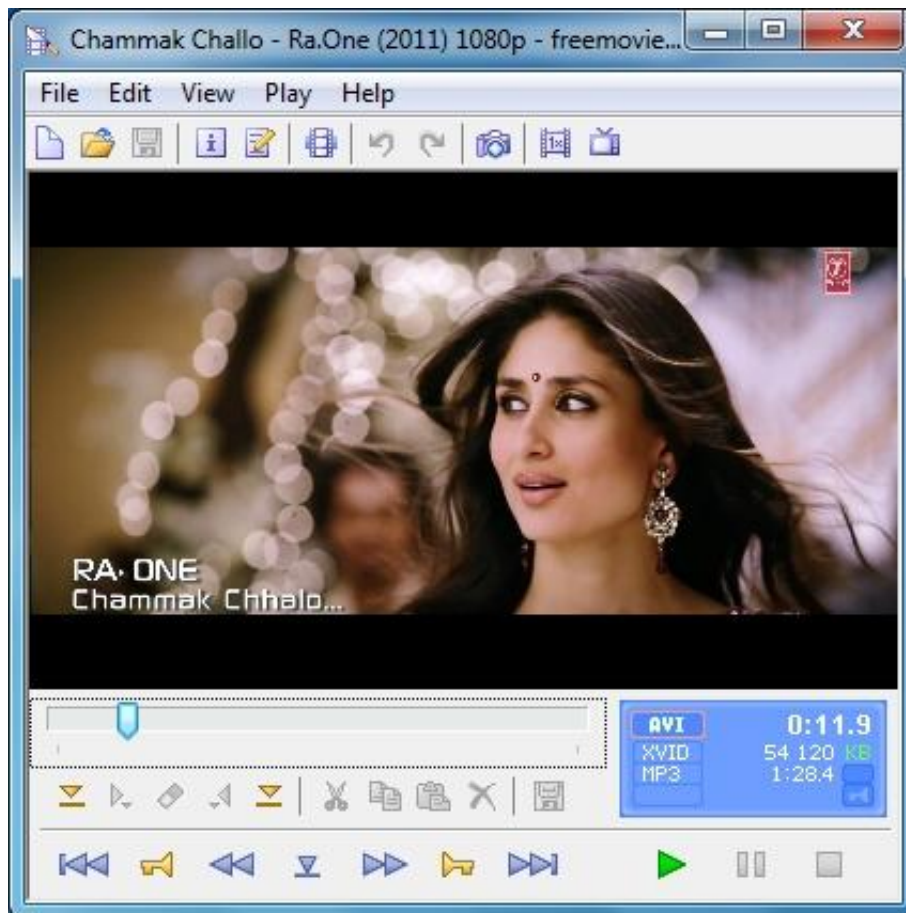 Chammak Challo - Ra.One (2011) 1080p - freemovie...
File Edit View Play Help
1x
RA. ONE
Chammak Chhalo...
AVI 0:11.9
XVID 54 120 KB
MP3 1:28.4